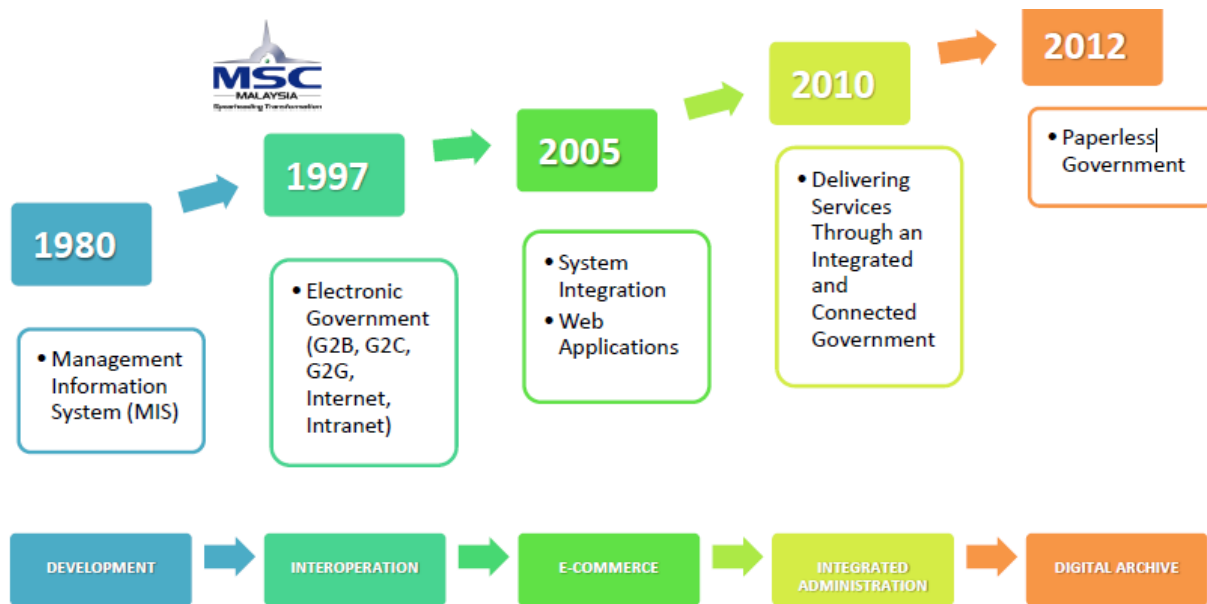 MSC
MALAYSIA
Spearheading Transformation
1980
• Management
Information
System (MIS)
1997
• Electronic
Government
(G2B, G2C,
G2G,
Internet,
Intranet)
2005
• System
Integration
• Web
Applications
2010
• Delivering
Services
Through an
Integrated
and
Connected
Government
2012
• Paperless
Government
DEVELOPMENT
INTEROPERATION
E-COMMERCE
INTEGRATED
ADMINISTRATION
DIGITAL ARCHIVE